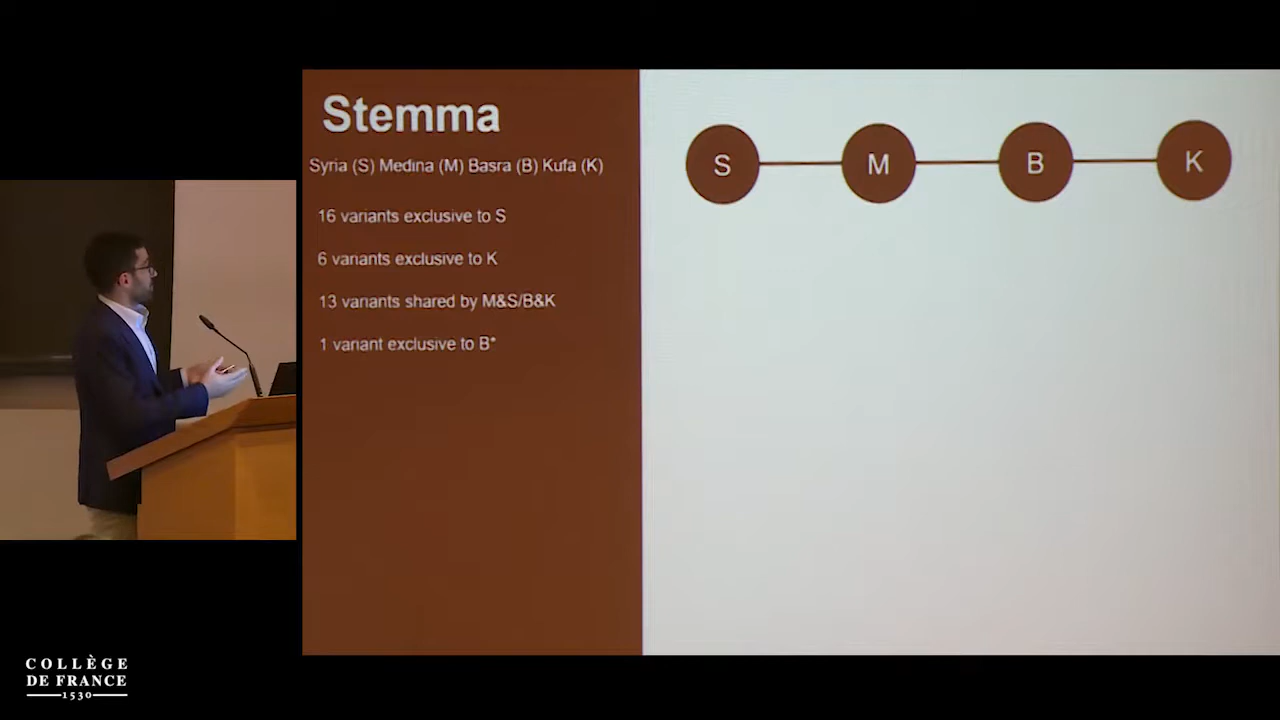 Stemma
Syria (S) Medina (M) Basra (B) Kufa (K)
16 variants exclusive to S
6 variants exclusive to K
13 variants shared by M&S/B&K
1 variant exclusive to B*
S M B K
COLLÈGE
DE FRANCE
1530